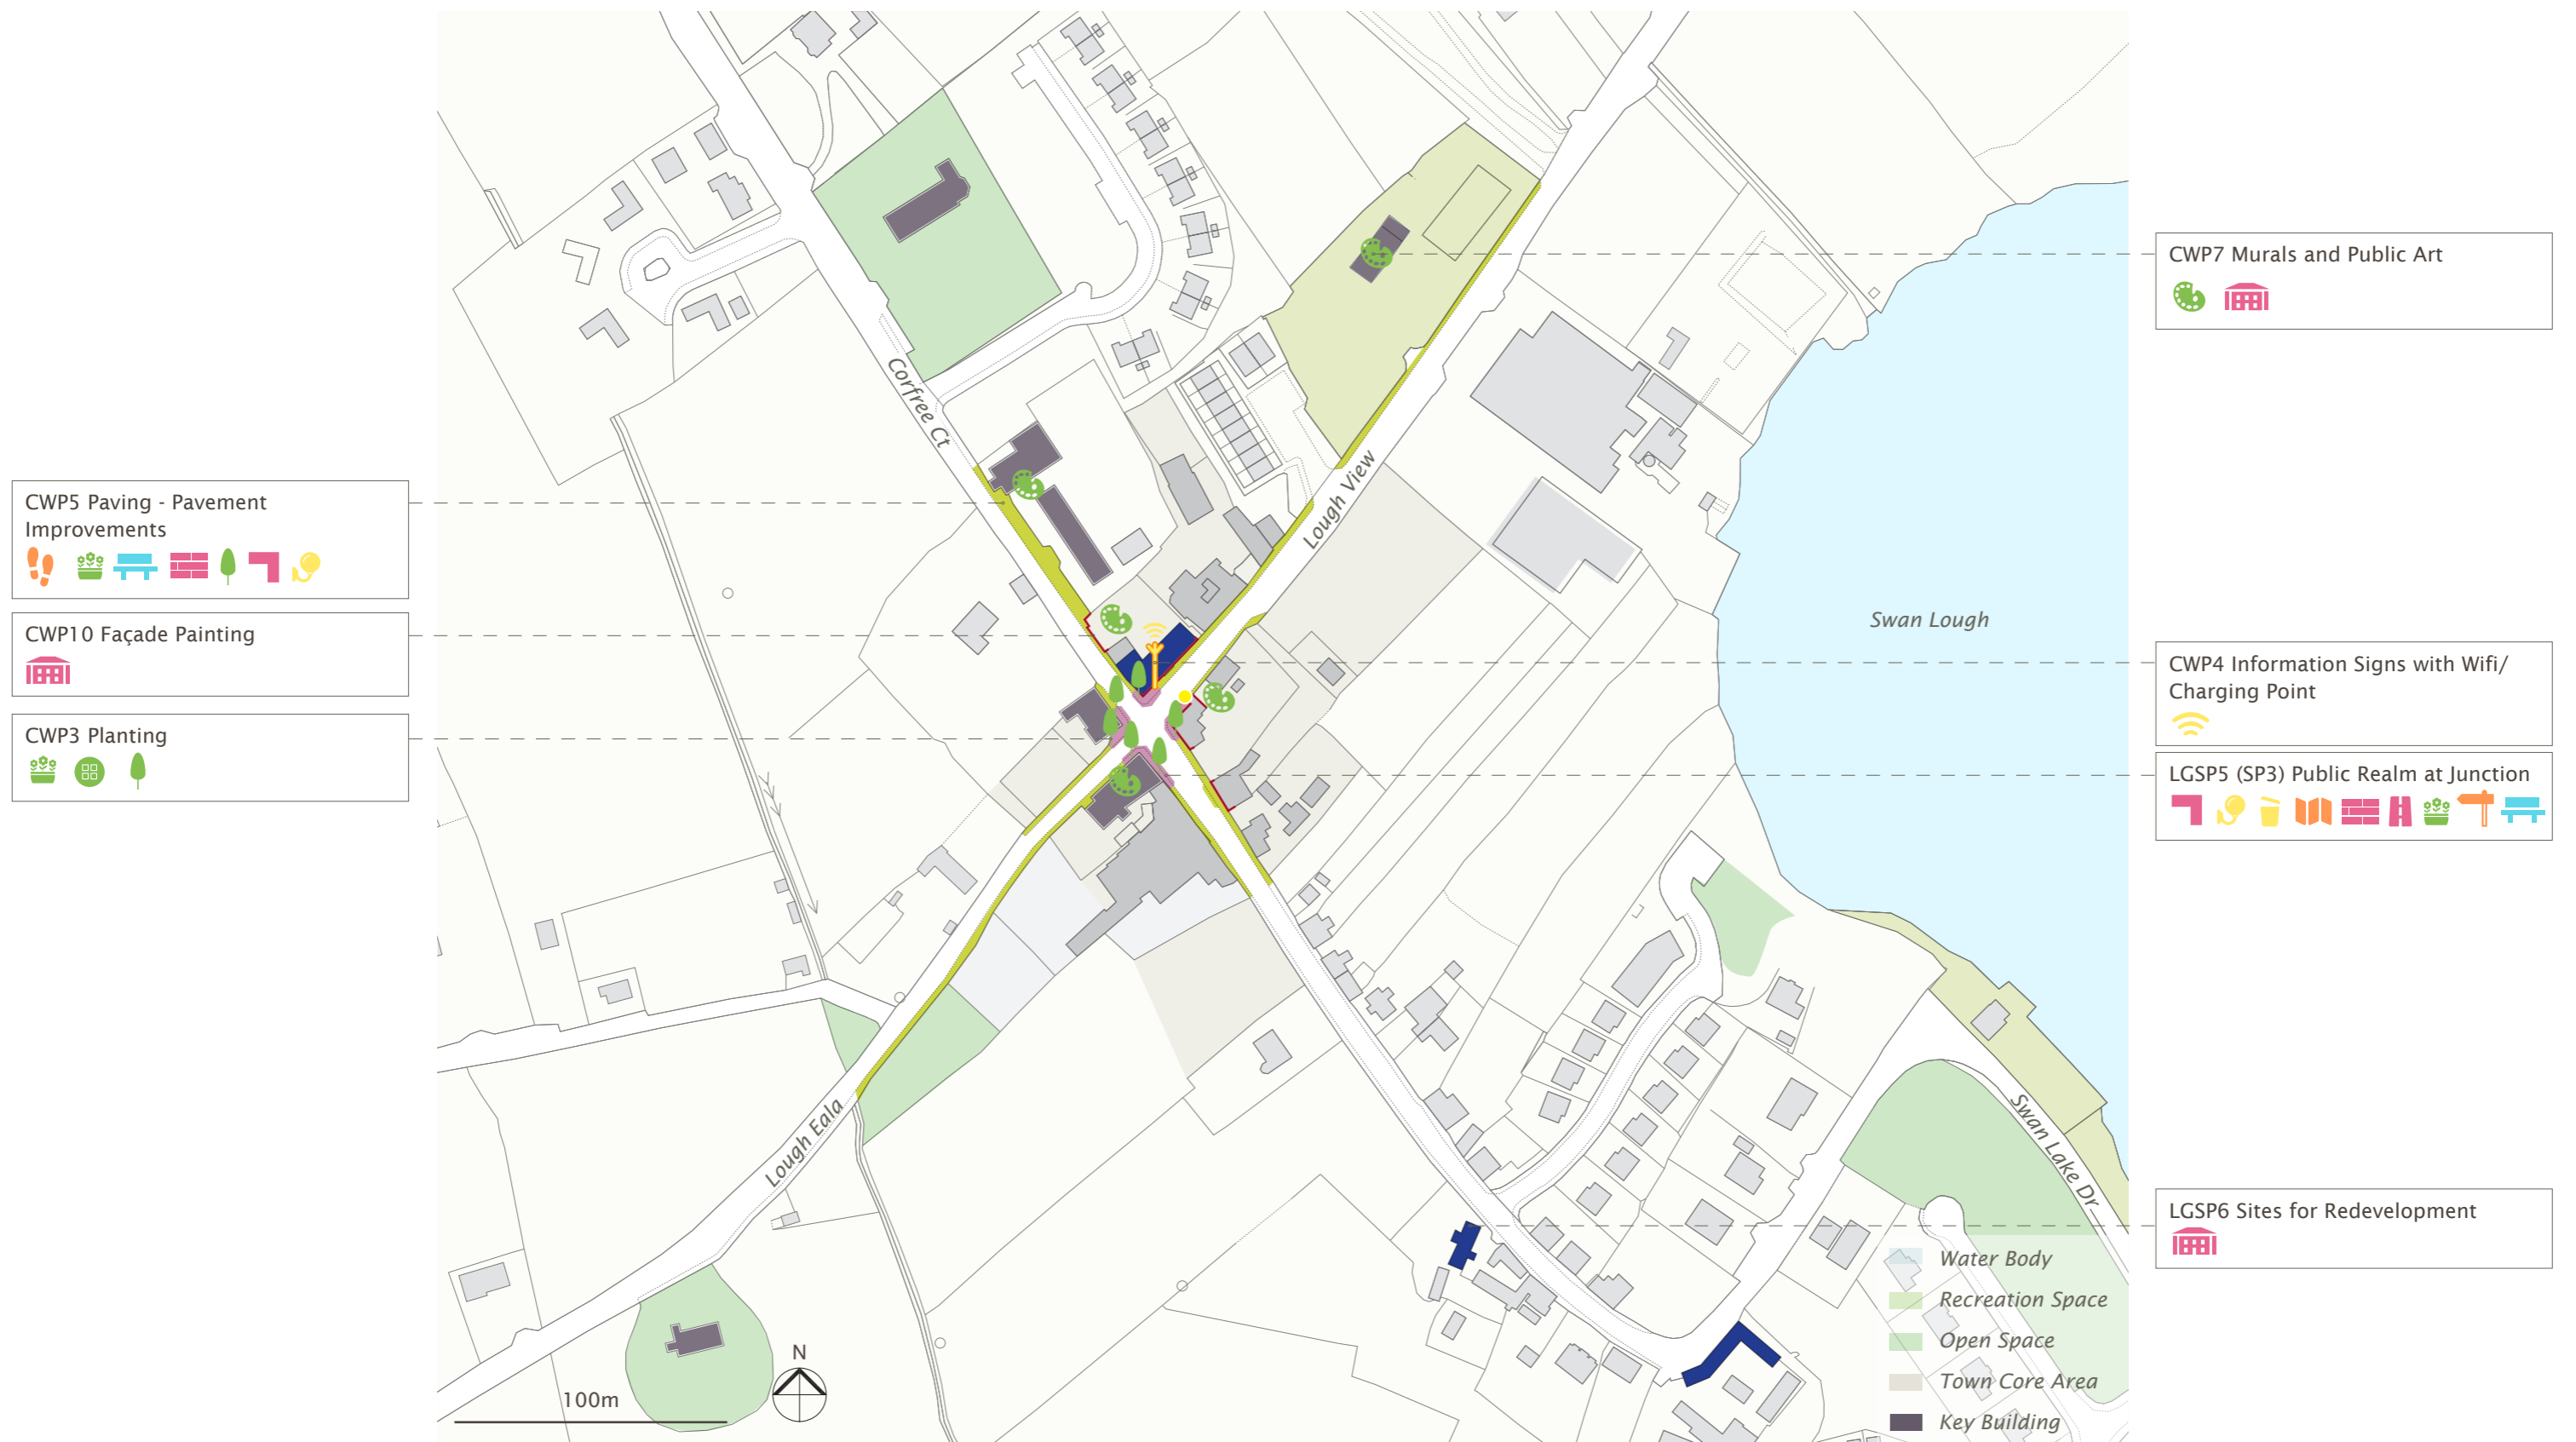 CWP7 Murals and Public Art
Corfree Ct
Lough View
CWP5 Paving - Pavement
Improvements
CWP10 Façade Painting
CWP3 Planting
Swan Lough
CWP4 Information Signs with Wifi/
Charging Point
LGSP5 (SP3) Public Realm at Junction
Lough Eala
Swan Lake Dr
LGSP6 Sites for Redevelopment
Water Body
Recreation Space
Open Space
Town Core Area
Key Building
N
100m